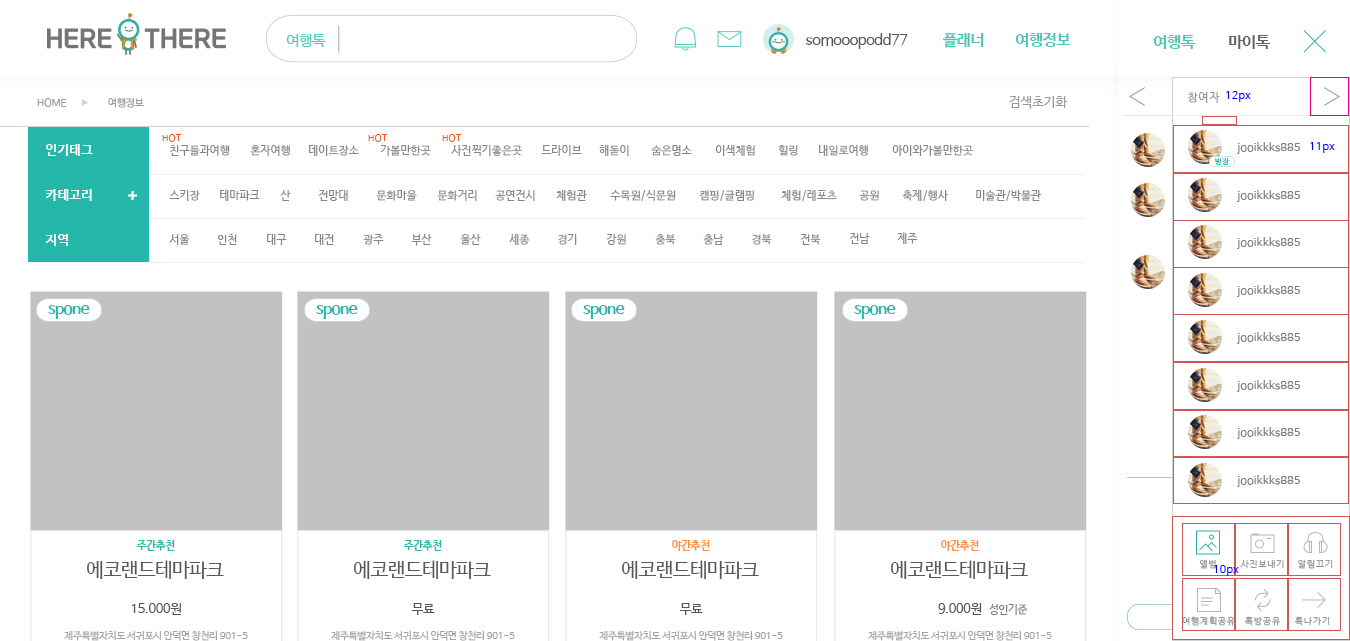 HERE THERE
여행톡
somooopodd77
플래너
여행정보
여행톡
마이톡
HOME
여행정보
검색초기화
참여자 12px
인기태그
HOT
HOT
HOT
친구들과여행 혼자여행 데이트장소 가볼만한곳 사진찍기좋은곳 드라이브 해돋이 숨은명소 이색체험 힐링 내일로여행 아이와가볼만한곳
카테고리 +
스키장 테마파크 산 전망대 문화마을 문화거리 공연전시 체험관 수목원/식문원 캠핑/글램핑 체험/레포츠 공원 축제/행사 미술관/박물관
지역
서울 인천 대구 대전 광주 부산 울산 세종 경기 강원 충북 충남 경북 전북 전남 제주
spone
spone
spone
spone
주간추천
에코랜드테마파크
15.000원
제주특별자치도 서귀포시 안덕면 창천리 901-5
주간추천
에코랜드테마파크
무료
제주특별자치도 서귀포시 안덕면 창천리 901-5
야간추천
에코랜드테마파크
무료
제주특별자치도 서귀포시 안덕면 창천리 901-5
야간추천
에코랜드테마파크
9.000원 성인기준
제주특별자치도 서귀포시 안덕면 창천리 901-5
jooikkks885 11px
방장
jooikkks885
jooikkks885
jooikkks885
jooikkks885
jooikkks885
jooikkks885
jooikkks885
앨범 사진보내기 알림끄기
10px
여행계획공유 톡방공유 톡나가기